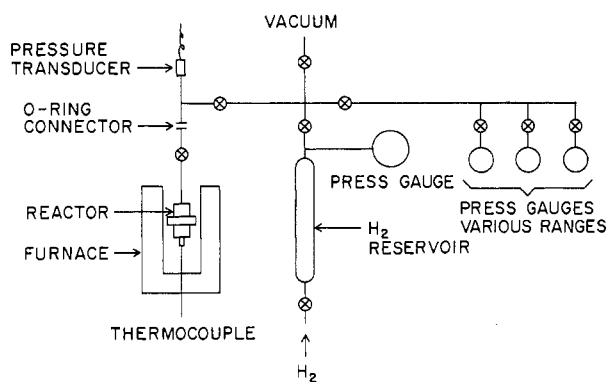 VACUUM
PRESSURE
TRANSDUCER
O-RING
CONNECTOR
PRESS GAUGE
PRESS GAUGES
VARIOUS RANGES
REACTOR
FURNACE
H₂
RESERVOIR
THERMOCOUPLE
H₂